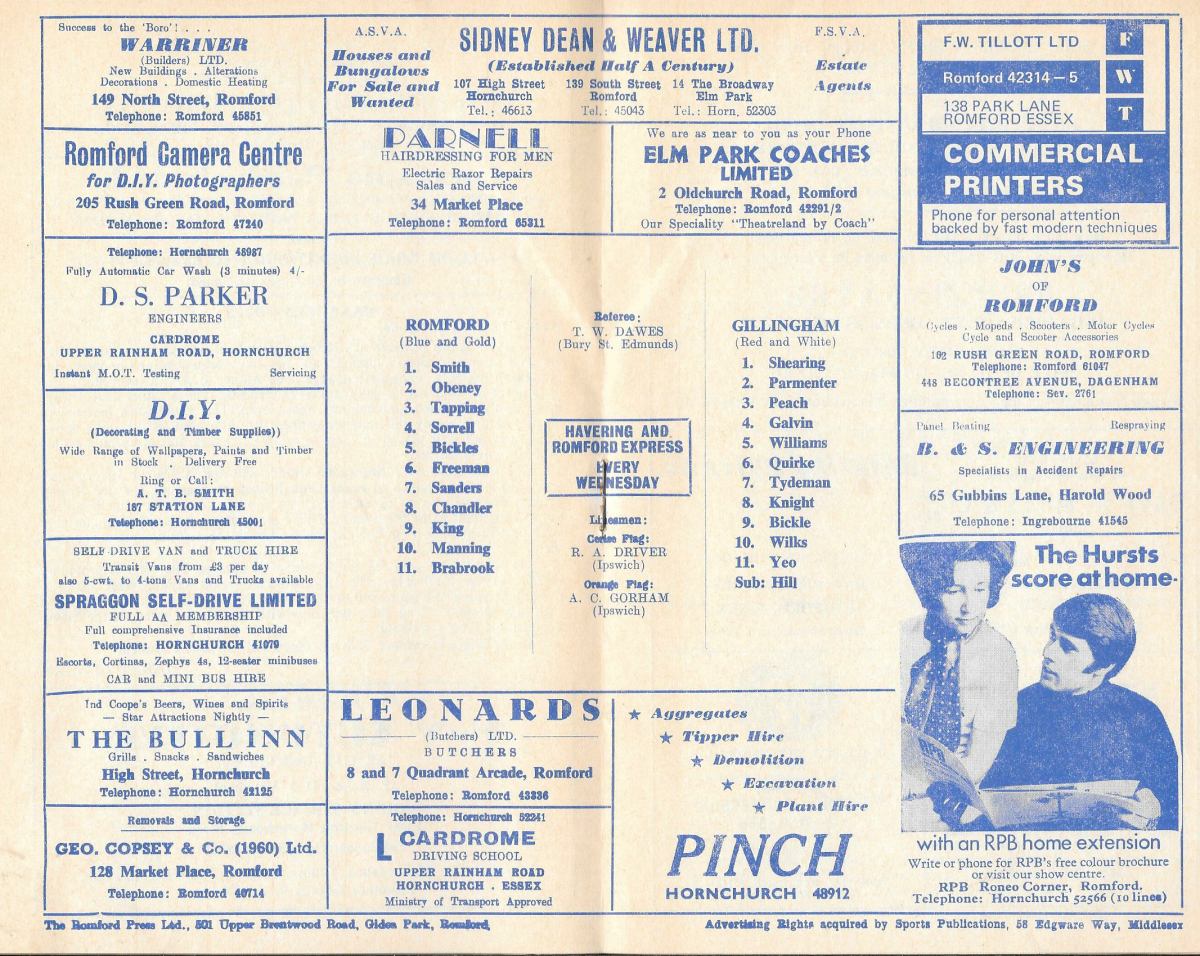 Success to the 'Boro'! . . .
WARRINER
(Builders) LTD.
New Buildings . Alterations
Decorations . Domestic Heating
149 North Street, Romford
Telephone: Romford 45851
Romford Camera Centre
for D.I.Y. Photographers
205 Rush Green Road, Romford
Telephone: Romford 47240
Telephone: Hornchurch 48987
Fully Automatic Car Wash (3 minutes) 4/-
D. S. PARKER
ENGINEERS
CARDROME
UPPER RAINHAM ROAD, HORNCHURCH
Instant M.O.T. Testing Servicing
D.I.Y.
(Decorating and Timber Supplies))
Wide Range of Wallpapers, Paints and Timber
in Stock . Delivery Free
Ring or Call:
A. T. B. SMITH
187 STATION LANE
Telephone: Hornchurch 45001
SELF-DRIVE VAN and TRUCK HIRE
Transit Vans from £3 per day
also 5-cwt. to 4-tons Vans and Trucks available
SPRAGGON SELF-DRIVE LIMITED
FULL AA MEMBERSHIP
Full comprehensive Insurance included
Telephone: HORNCHURCH 41079
Escorts, Cortinas, Zephys 4s, 12-seater minibuses
CAR and MINI BUS HIRE
Ind Coope's Beers, Wines and Spirits
— Star Attractions Nightly —
THE BULL INN
Grills . Snacks . Sandwiches
High Street, Hornchurch
Telephone: Hornchurch 42125
Removals and Storage
GEO. COPSEY & Co. (1960) Ltd.
128 Market Place, Romford
Telephone: Romford 40714
A.S.V.A.
Houses and
Bungalows
For Sale and
Wanted
SIDNEY DEAN & WEAVER LTD.
(Established Half A Century)
107 High Street 139 South Street 14 The Broadway
Hornchurch Romford Elm Park
Tel.: 46613 Tel.: 45043 Tel.: Horn. 52303
F.S.V.A.
Estate
Agents
PARNELL
HAIRDRESSING FOR MEN
Electric Razor Repairs
Sales and Service
34 Market Place
Telephone: Romford 65311
We are as near to you as your Phone
ELM PARK COACHES
LIMITED
2 Oldchurch Road, Romford
Telephone: Romford 42291/2
Our Speciality "Theatreland by Coach"
ROMFORD
(Blue and Gold)
1. Smith
2. Obeney
3. Tapping
4. Sorrell
5. Bickles
6. Freeman
7. Sanders
8. Chandler
9. King
10. Manning
11. Brabrook
Referee:
T. W. DAWES
(Bury St. Edmunds)
HAVERING AND
ROMFORD EXPRESS
EVERY
WEDNESDAY
Linesmen:
Cerise Flag:
R. A. DRIVER
(Ipswich)
Orange Flag:
A. C. GORHAM
(Ipswich)
GILLINGHAM
(Red and White)
1. Shearing
2. Parmenter
3. Peach
4. Galvin
5. Williams
6. Quirke
7. Tydeman
8. Knight
9. Bickle
10. Wilks
11. Yeo
Sub: Hill
LEONARDS
(Butchers) LTD.
BUTCHERS
8 and 7 Quadrant Arcade, Romford
Telephone: Romford 43336
Telephone: Hornchurch 52241
L CARDROME
DRIVING SCHOOL
UPPER RAINHAM ROAD
HORNCHURCH . ESSEX
Ministry of Transport Approved
★ Aggregates
★ Tipper Hire
★ Demolition
★ Excavation
★ Plant Hire
PINCH
HORNCHURCH 48912
F.W. TILLOTT LTD F
Romford 42314 – 5 W
138 PARK LANE
ROMFORD ESSEX T
COMMERCIAL
PRINTERS
Phone for personal attention
backed by fast modern techniques
JOHN'S
OF
ROMFORD
Cycles . Mopeds . Scooters . Motor Cycles
Cycle and Scooter Accessories
192 RUSH GREEN ROAD, ROMFORD
Telephone: Romford 61047
448 BECONTREE AVENUE, DAGENHAM
Telephone: Sev. 2761
Panel Beating Respraying
B. & S. ENGINEERING
Specialists in Accident Repairs
65 Gubbins Lane, Harold Wood
Telephone: Ingrebourne 41545
The Hursts
score at home-
with an RPB home extension
Write or phone for RPB's free colour brochure
or visit our show centre.
RPB Roneo Corner, Romford.
Telephone: Hornchurch 52566 (10 lines)
The Romford Press Ltd., 501 Upper Brentwood Road, Gidea Park, Romford.
Advertising Rights acquired by Sports Publications, 58 Edgware Way, Middlesex